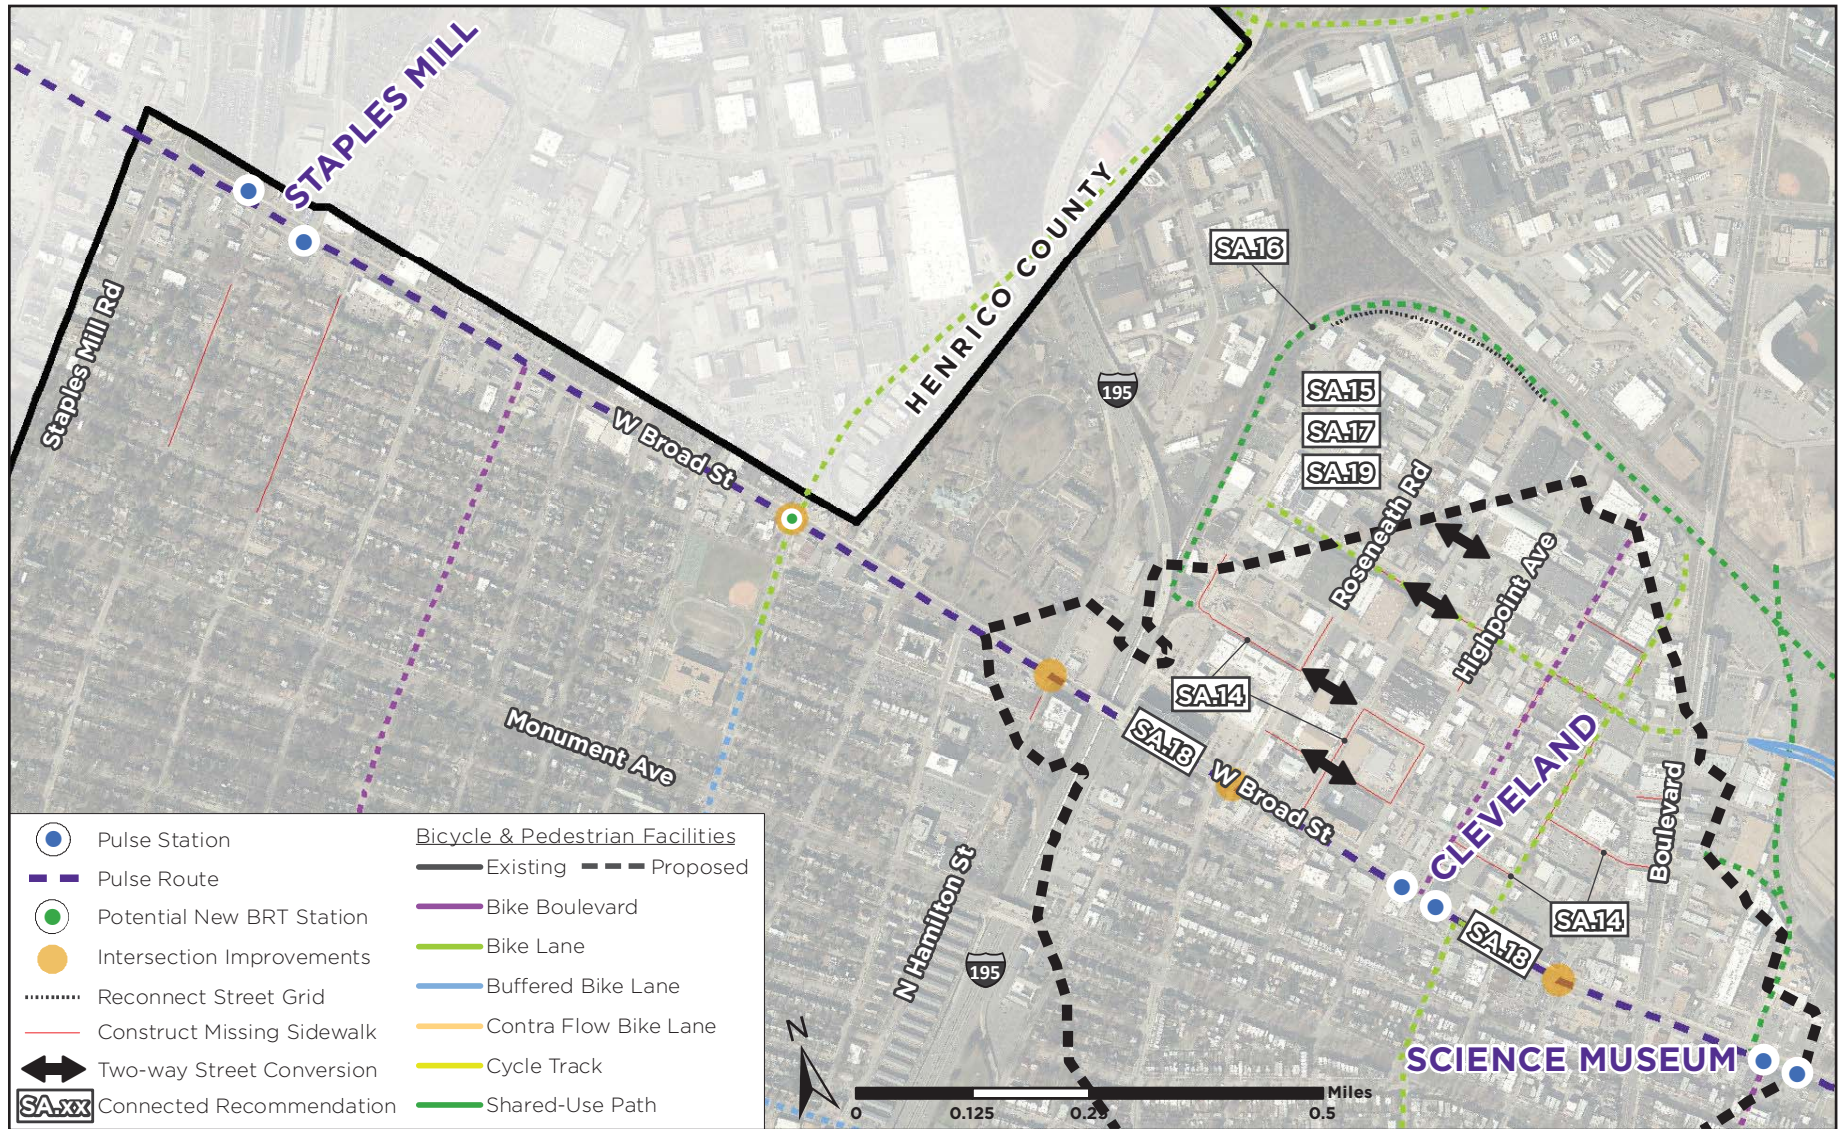 STAPLES MILL
HENRICO COUNTY
SA.16
195
Staples Mill Rd
SA.15
SA.17
SA.19
W Broad St
Roseneath Rd
Highpoint Ave
SA.14
SA.18
Monument Ave
W Broad St
CLEVELAND
Boulevard
N Hamilton St
195
SA.14
SA.18
SCIENCE MUSEUM
Pulse Station
Pulse Route
Potential New BRT Station
Intersection Improvements
Reconnect Street Grid
Construct Missing Sidewalk
Two-way Street Conversion
SA.xx Connected Recommendation
Bicycle & Pedestrian Facilities
Existing Proposed
Bike Boulevard
Bike Lane
Buffered Bike Lane
Contra Flow Bike Lane
Cycle Track
Shared-Use Path
N
Miles
0 0.125 0.25 0.5